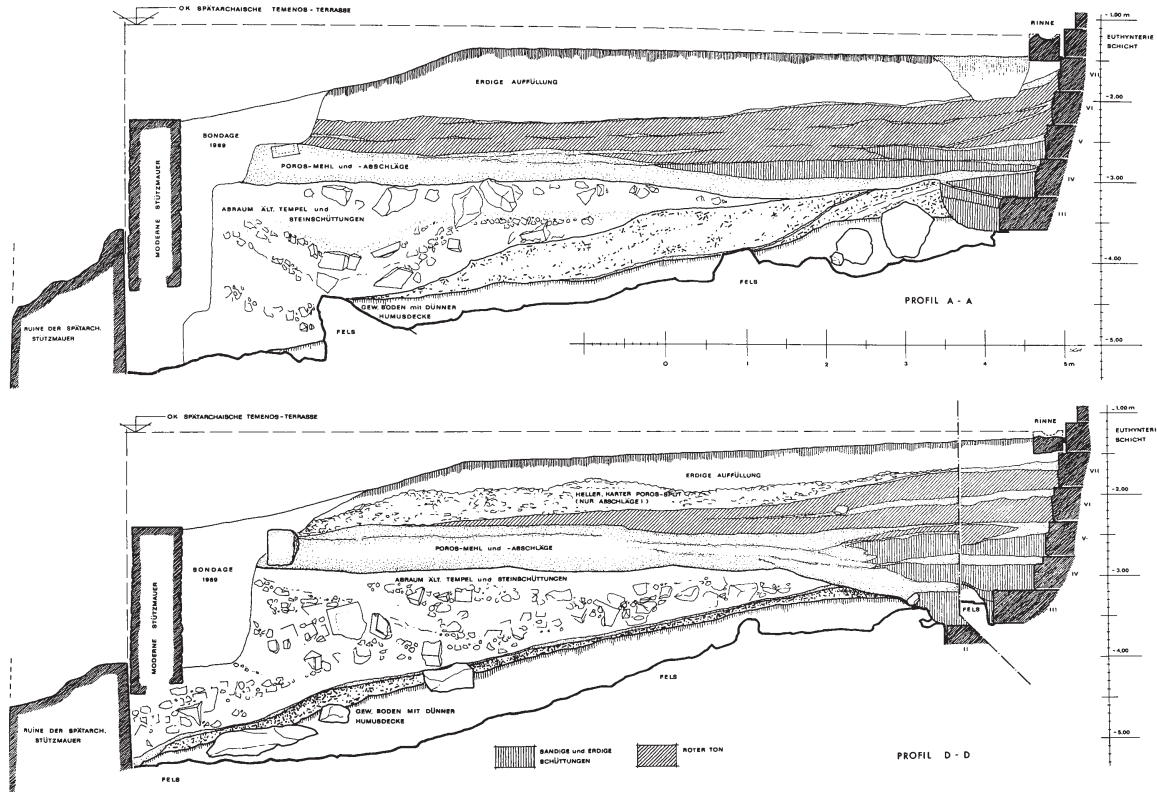 OK SPÄTARCHAISCHE TEMENOS-TERRASSE
RINNE
-1.00 m
EUTHYNTERIE
SCHICHT
ERDIGE AUFFÜLLUNG
VII
-2.00
BONDAGE
1969
MODERNE STÜTZMAUER
VI
V
POROS-MEHL und -ABSCHLÄGE
-3.00
IV
ABRAUM ÄLT. TEMPEL und
STEINSCHÜTTUNGEN
III
-4.00
FELS
PROFIL A - A
GEW. BODEN mit DÜNNER
HUMUSDECKE
FELS
RUINE DER SPÄTARCH.
STÜTZMAUER
-5.00
0 1 2 3 4 5m
OK SPÄTARCHAISCHE TEMENOS-TERRASSE
RINNE
-1.00 m
EUTHYNTERIE
SCHICHT
ERDIGE AUFFÜLLUNG
VII
HELLER, HARTER POROS-SPLIT
(NUR ABSCHLÄGE!)
-2.00
VI
V
POROS-MEHL und -ABSCHLÄGE
BONDAGE
1969
MODERNE STÜTZMAUER
ABRAUM ÄLT. TEMPEL und STEINSCHÜTTUNGEN
-3.00
IV
FELS
III
II
-4.00
FELS
GEW. BODEN MIT DÜNNER
HUMUSDECKE
RUINE DER SPÄTARCH.
STÜTZMAUER
-5.00
SANDIGE und ERDIGE
SCHÜTTUNGEN
ROTER TON
PROFIL D - D
FELS